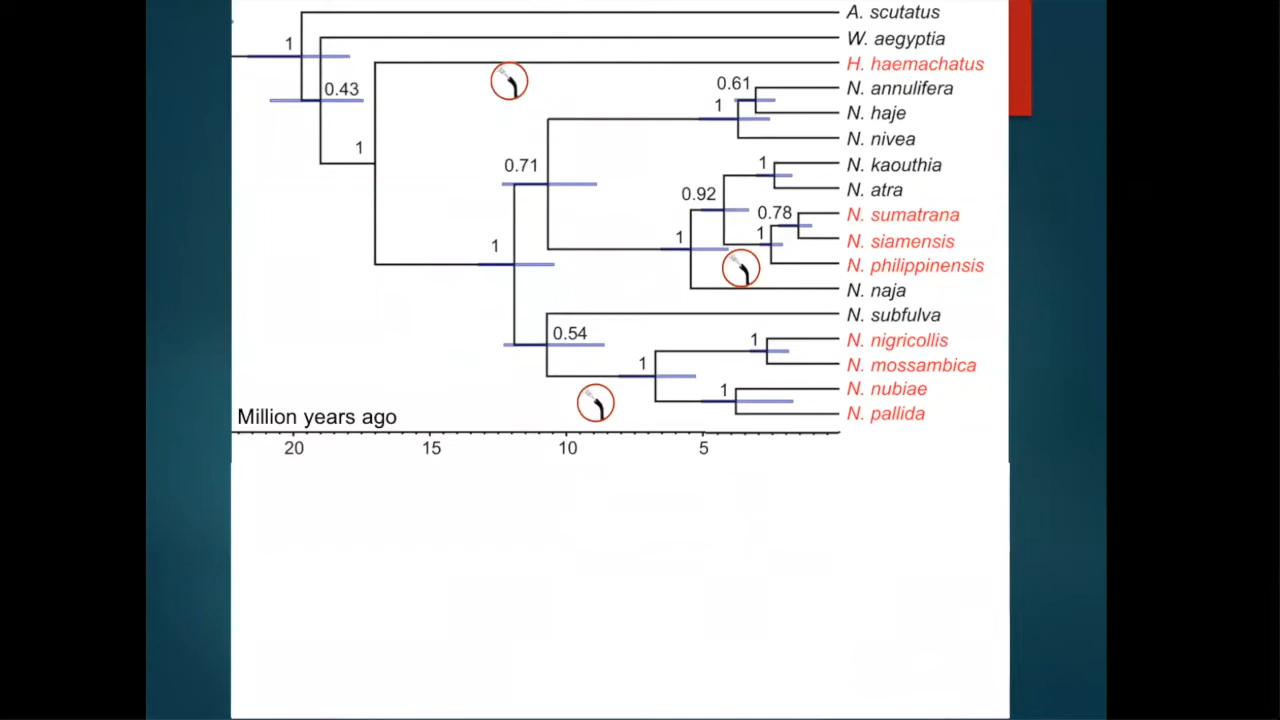 A. scutatus
1
W. aegyptia
0.43
H. haemachatus
0.61
N. annulifera
1
N. haje
N. nivea
1
0.71
1
N. kaouthia
0.92
N. atra
0.78
N. sumatrana
1
1
1
N. siamensis
N. philippinensis
N. naja
N. subfulva
0.54
1
N. nigricollis
1
N. mossambica
1
N. nubiae
N. pallida
Million years ago
20 15 10 5